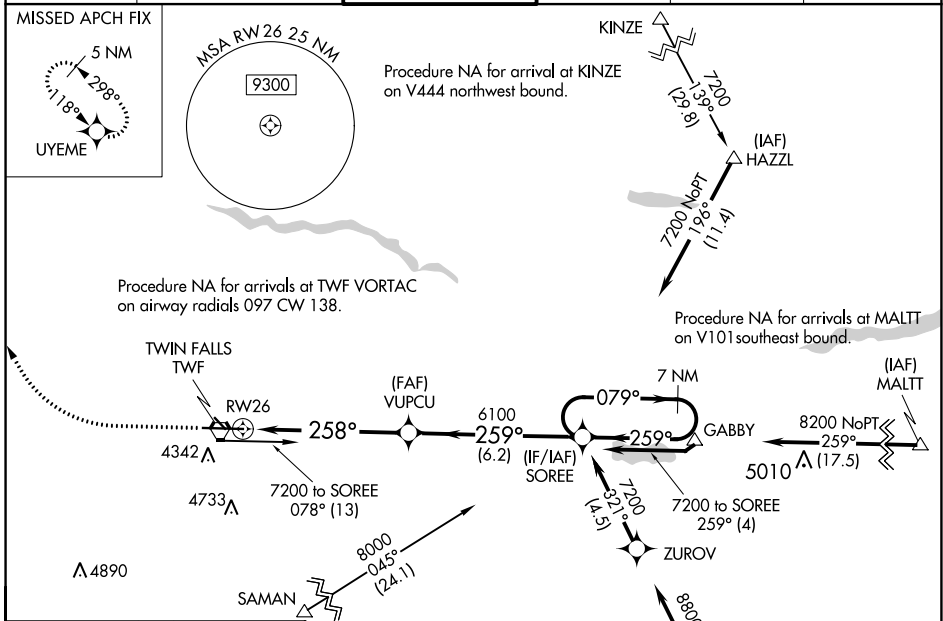 MISSED APCH FIX
5 NM
298°
118°
UYEME
MSA RW26 25 NM
9300
Procedure NA for arrival at KINZE
on V444 northwest bound.
KINZE
7200
139°
(29.8)
(IAF)
HAZZL
7200 NoPT
196°
(11.4)
Procedure NA for arrivals at TWF VORTAC
on airway radials 097 CW 138.
Procedure NA for arrivals at MALTT
on V101southeast bound.
TWIN FALLS
TWF
RW26
258°
(FAF)
VUPCU
6100
259°
(6.2)
(IF/IAF)
SOREE
079°
7 NM
259°
GABBY
8200 NoPT
259°
(17.5)
(IAF)
MALTT
5010
4342
7200 to SOREE
078° (13)
7200 to SOREE
259° (4)
4733
7200
321°
(4.5)
ZUROV
4890
8000
045°
(24.1)
SAMAN
8800